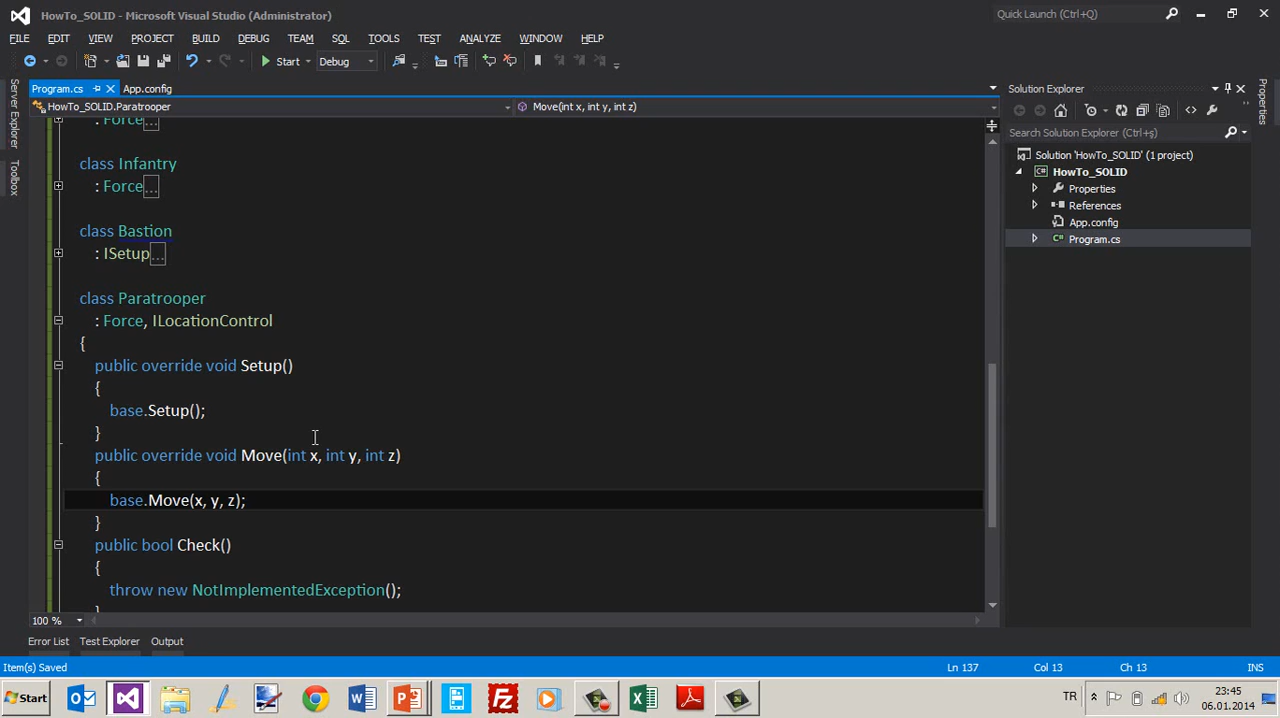 HowTo_SOLID - Microsoft Visual Studio (Administrator)
Quick Launch (Ctrl+Q)
FILE EDIT VIEW PROJECT BUILD DEBUG TEAM SQL TOOLS TEST ANALYZE WINDOW HELP
Start Debug
Program.cs App.config
HowTo_SOLID.Paratrooper
Move(int x, int y, int z)
Server Explorer
Toolbox
: Force...
class Infantry
: Force...
class Bastion
: ISetup...
class Paratrooper
: Force, ILocationControl
{
public override void Setup()
{
base.Setup();
}
public override void Move(int x, int y, int z)
{
base.Move(x, y, z);
}
public bool Check()
{
throw new NotImplementedException();
}
100 %
Solution Explorer
Search Solution Explorer (Ctrl+ş)
Solution 'HowTo_SOLID' (1 project)
HowTo_SOLID
Properties
References
App.config
Program.cs
Properties
Error List Test Explorer Output
Item(s) Saved
Ln 137 Col 13 Ch 13 INS
Start
TR
23:45
06.01.2014